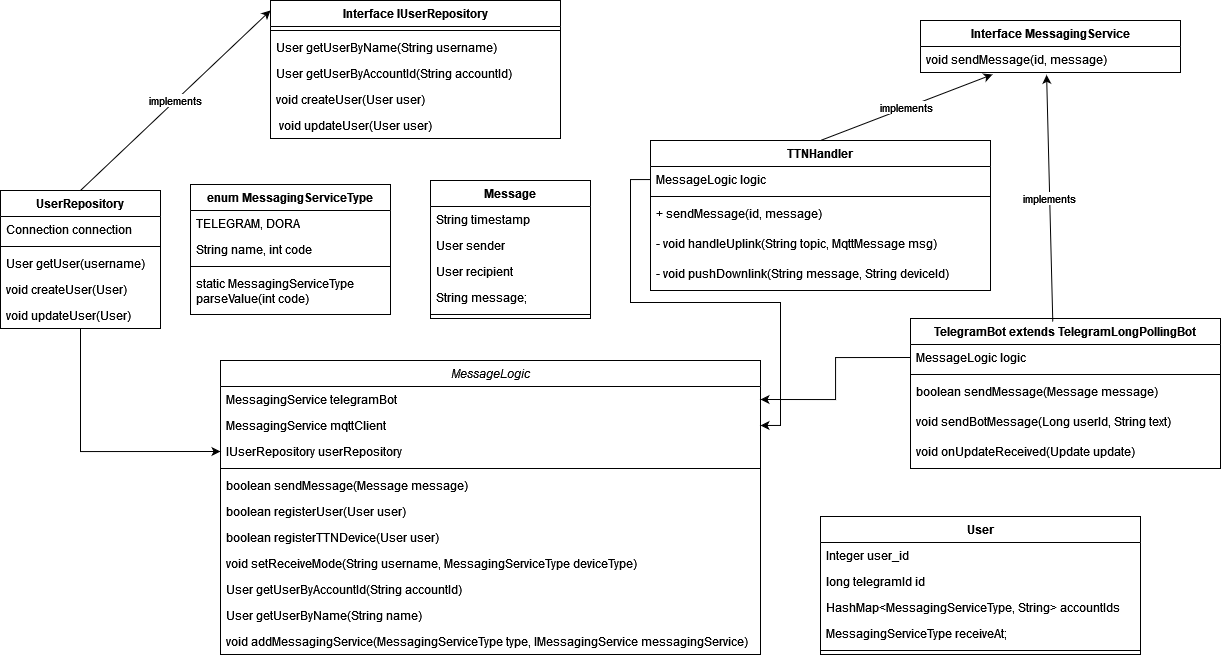 Interface IUserRepository
User getUserByName(String username)
User getUserByAccountId(String accountId)
void createUser(User user)
void updateUser(User user)
Interface MessagingService
void sendMessage(id, message)
implements
implements
implements
TTNHandler
MessageLogic logic
+ sendMessage(id, message)
- void handleUplink(String topic, MqttMessage msg)
- void pushDownlink(String message, String deviceId)
UserRepository
Connection connection
User getUser(username)
void createUser(User)
void updateUser(User)
enum MessagingServiceType
TELEGRAM, DORA
String name, int code
static MessagingServiceType
parseValue(int code)
Message
String timestamp
User sender
User recipient
String message;
TelegramBot extends TelegramLongPollingBot
MessageLogic logic
boolean sendMessage(Message message)
void sendBotMessage(Long userId, String text)
void onUpdateReceived(Update update)
MessageLogic
MessagingService telegramBot
MessagingService mqttClient
IUserRepository userRepository
boolean sendMessage(Message message)
boolean registerUser(User user)
boolean registerTTNDevice(User user)
void setReceiveMode(String username, MessagingServiceType deviceType)
User getUserByAccountId(String accountId)
User getUserByName(String name)
void addMessagingService(MessagingServiceType type, IMessagingService messagingService)
User
Integer user_id
long telegramId id
HashMap<MessagingServiceType, String> accountIds
MessagingServiceType receiveAt;